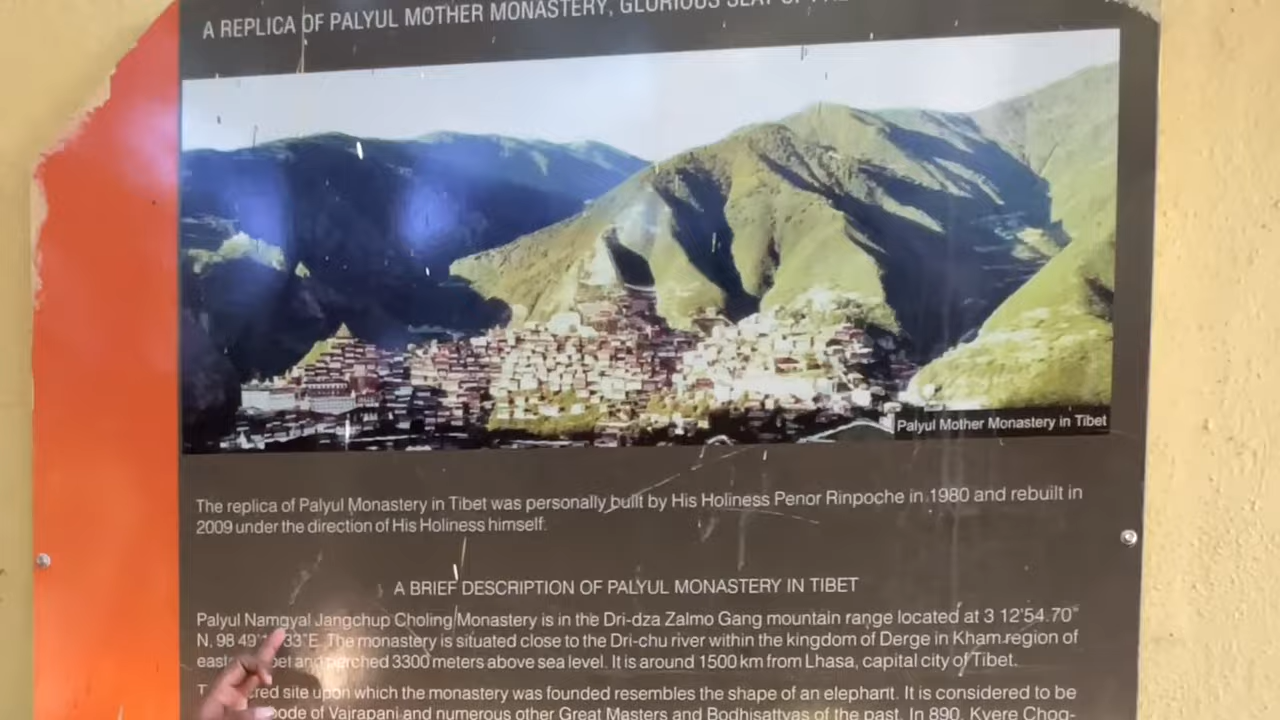 A REPLICA OF PALYUL MOTHER MONASTERY, GLORIOUS SEAT OF
Palyul Mother Monastery in Tibet
The replica of Palyul Monastery in Tibet was personally built by His Holiness Penor Rinpoche in 1980 and rebuilt in
2009 under the direction of His Holiness himself.
A BRIEF DESCRIPTION OF PALYUL MONASTERY IN TIBET
Palyul Namgyal Jangchup Choling Monastery is in the Dri-dza Zalmo Gang mountain range located at 3 12'54.70"
N, 98 49' 33"E. The monastery is situated close to the Dri-chu river within the kingdom of Derge in Kham region of
and perched 3300 meters above sea level. It is around 1500 km from Lhasa, capital city of Tibet.
site upon which the monastery was founded resembles the shape of an elephant. It is considered to be
of Vajrapani and numerous other Great Masters and Bodhisattvas of the past. In 890, Kyere Chog-